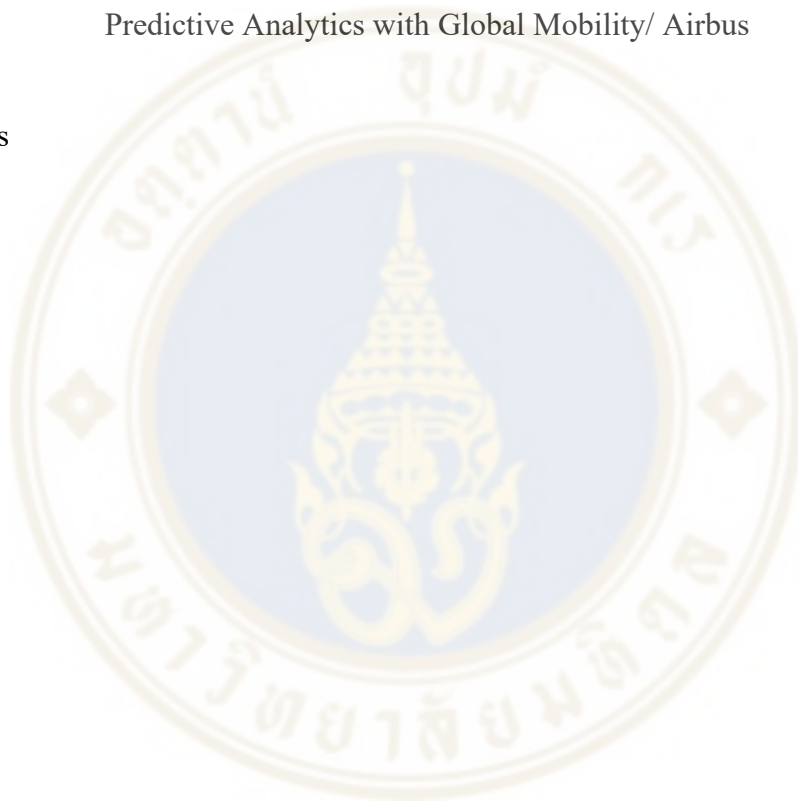 Predictive Analytics with Global Mobility/ Airbus
s
อตฺตานํ อุปมํ กเร
มหาวิทยาลัยมหิดล